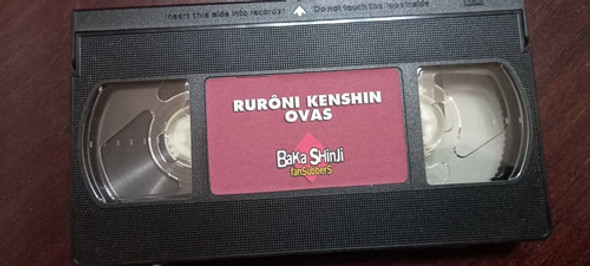 Insert this side into recorder Do not touch the tape inside
RURÔNI KENSHIN
OVAS
BaKa SHinJi
fanSubberS